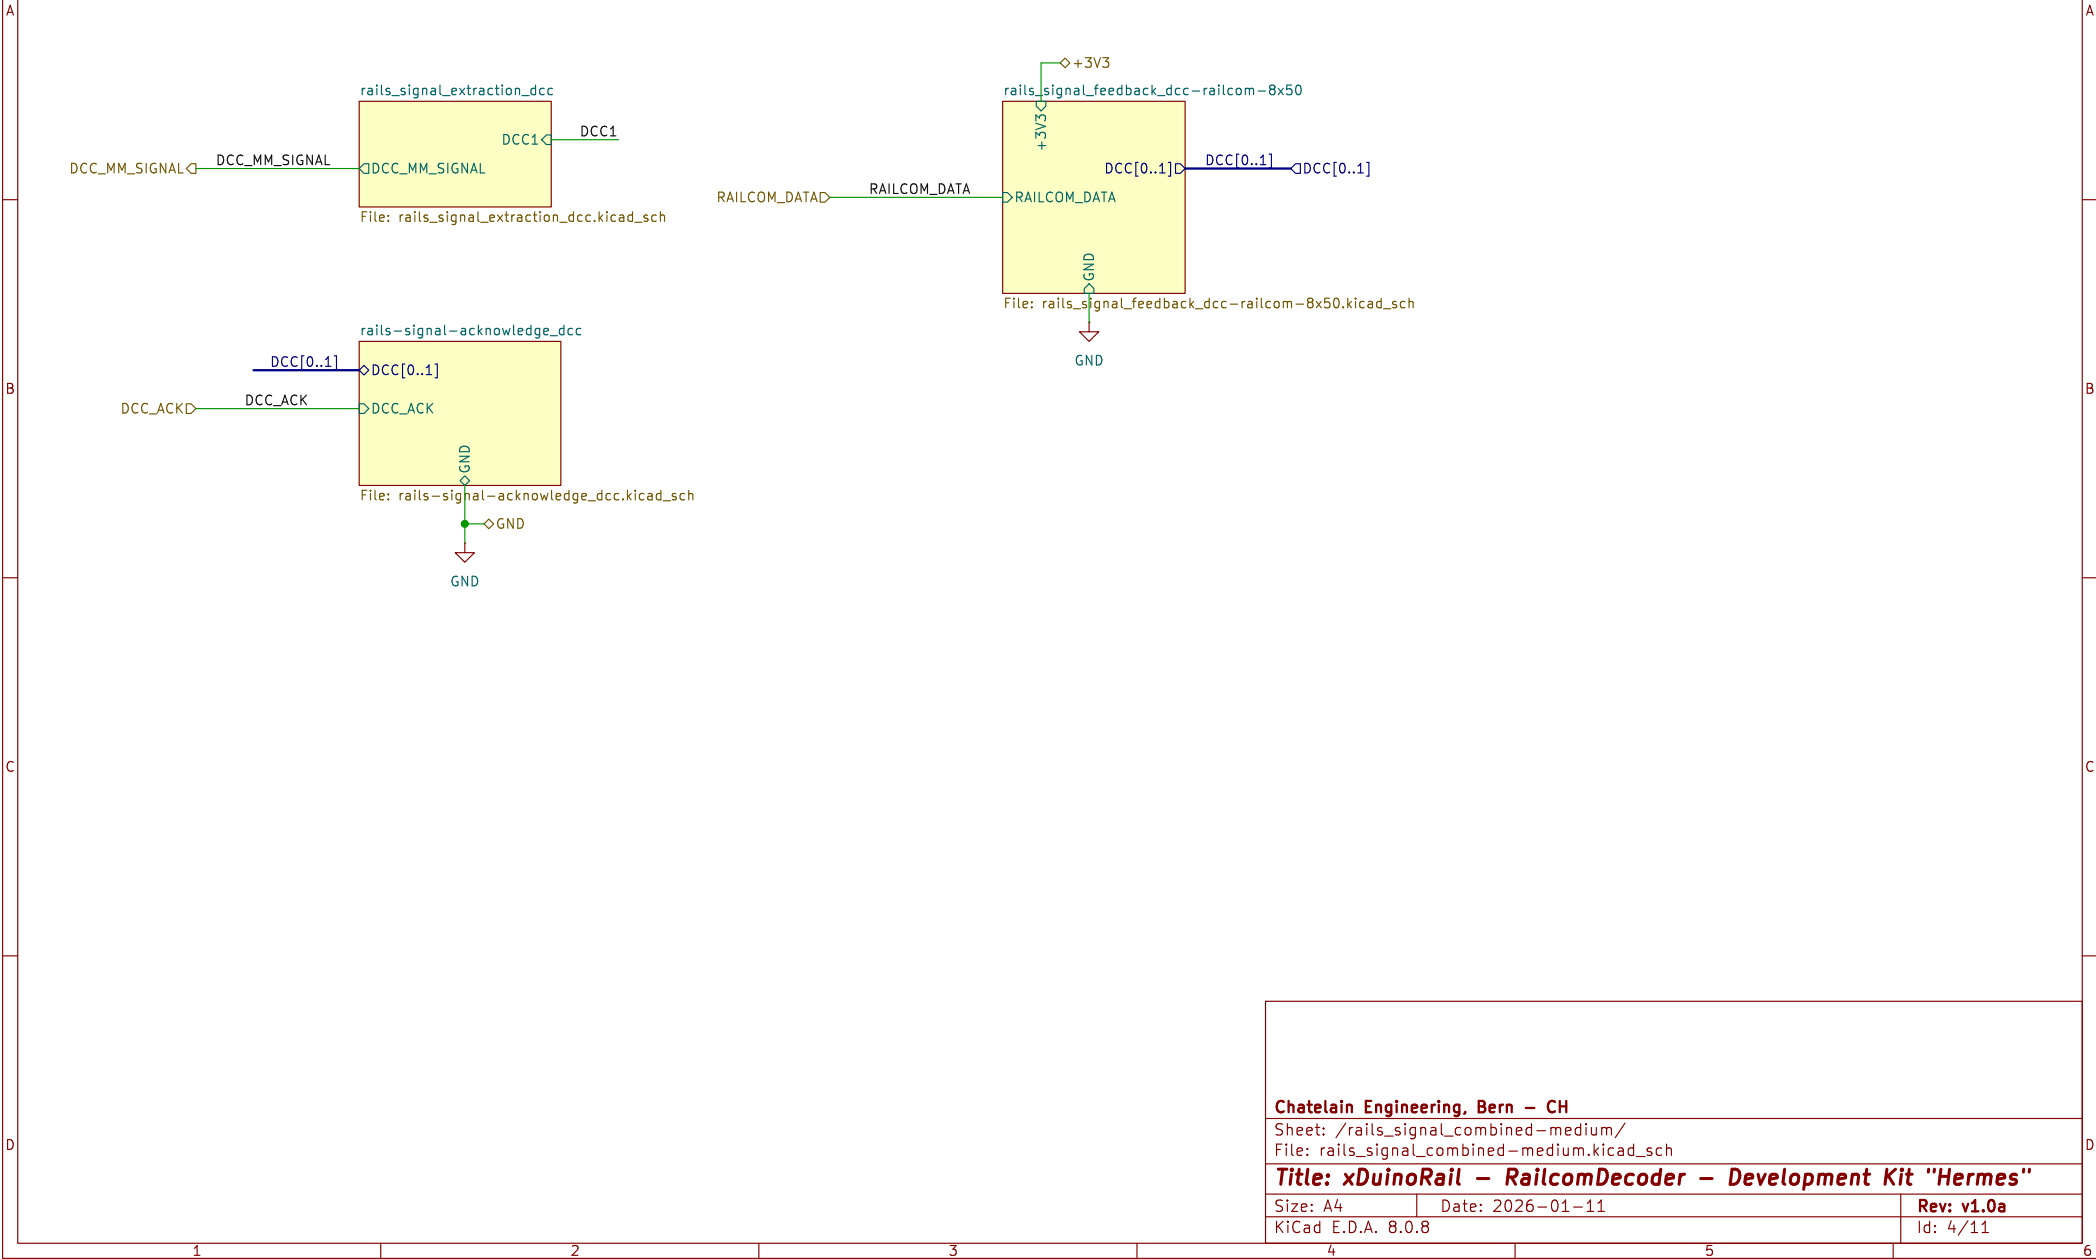 A
A
+3V3
rails_signal_extraction_dcc
rails_signal_feedback_dcc-railcom-8x50
DCC1
DCC1
+3V3
DCC_MM_SIGNAL
DCC_MM_SIGNAL
DCC_MM_SIGNAL
DCC[0..1]
DCC[0..1]
DCC[0..1]
RAILCOM_DATA
RAILCOM_DATA
RAILCOM_DATA
File: rails_signal_extraction_dcc.kicad_sch
GND
File: rails_signal_feedback_dcc-railcom-8x50.kicad_sch
GND
rails-signal-acknowledge_dcc
DCC[0..1]
DCC[0..1]
B
B
DCC_ACK
DCC_ACK
DCC_ACK
GND
File: rails-signal-acknowledge_dcc.kicad_sch
GND
GND
C
C
Chatelain Engineering, Bern - CH
Sheet: /rails_signal_combined-medium/
File: rails_signal_combined-medium.kicad_sch
D
D
Title: xDuinoRail - RailcomDecoder - Development Kit "Hermes"
Size: A4
Date: 2026-01-11
Rev: v1.0a
KiCad E.D.A. 8.0.8
Id: 4/11
1
2
3
4
5
6